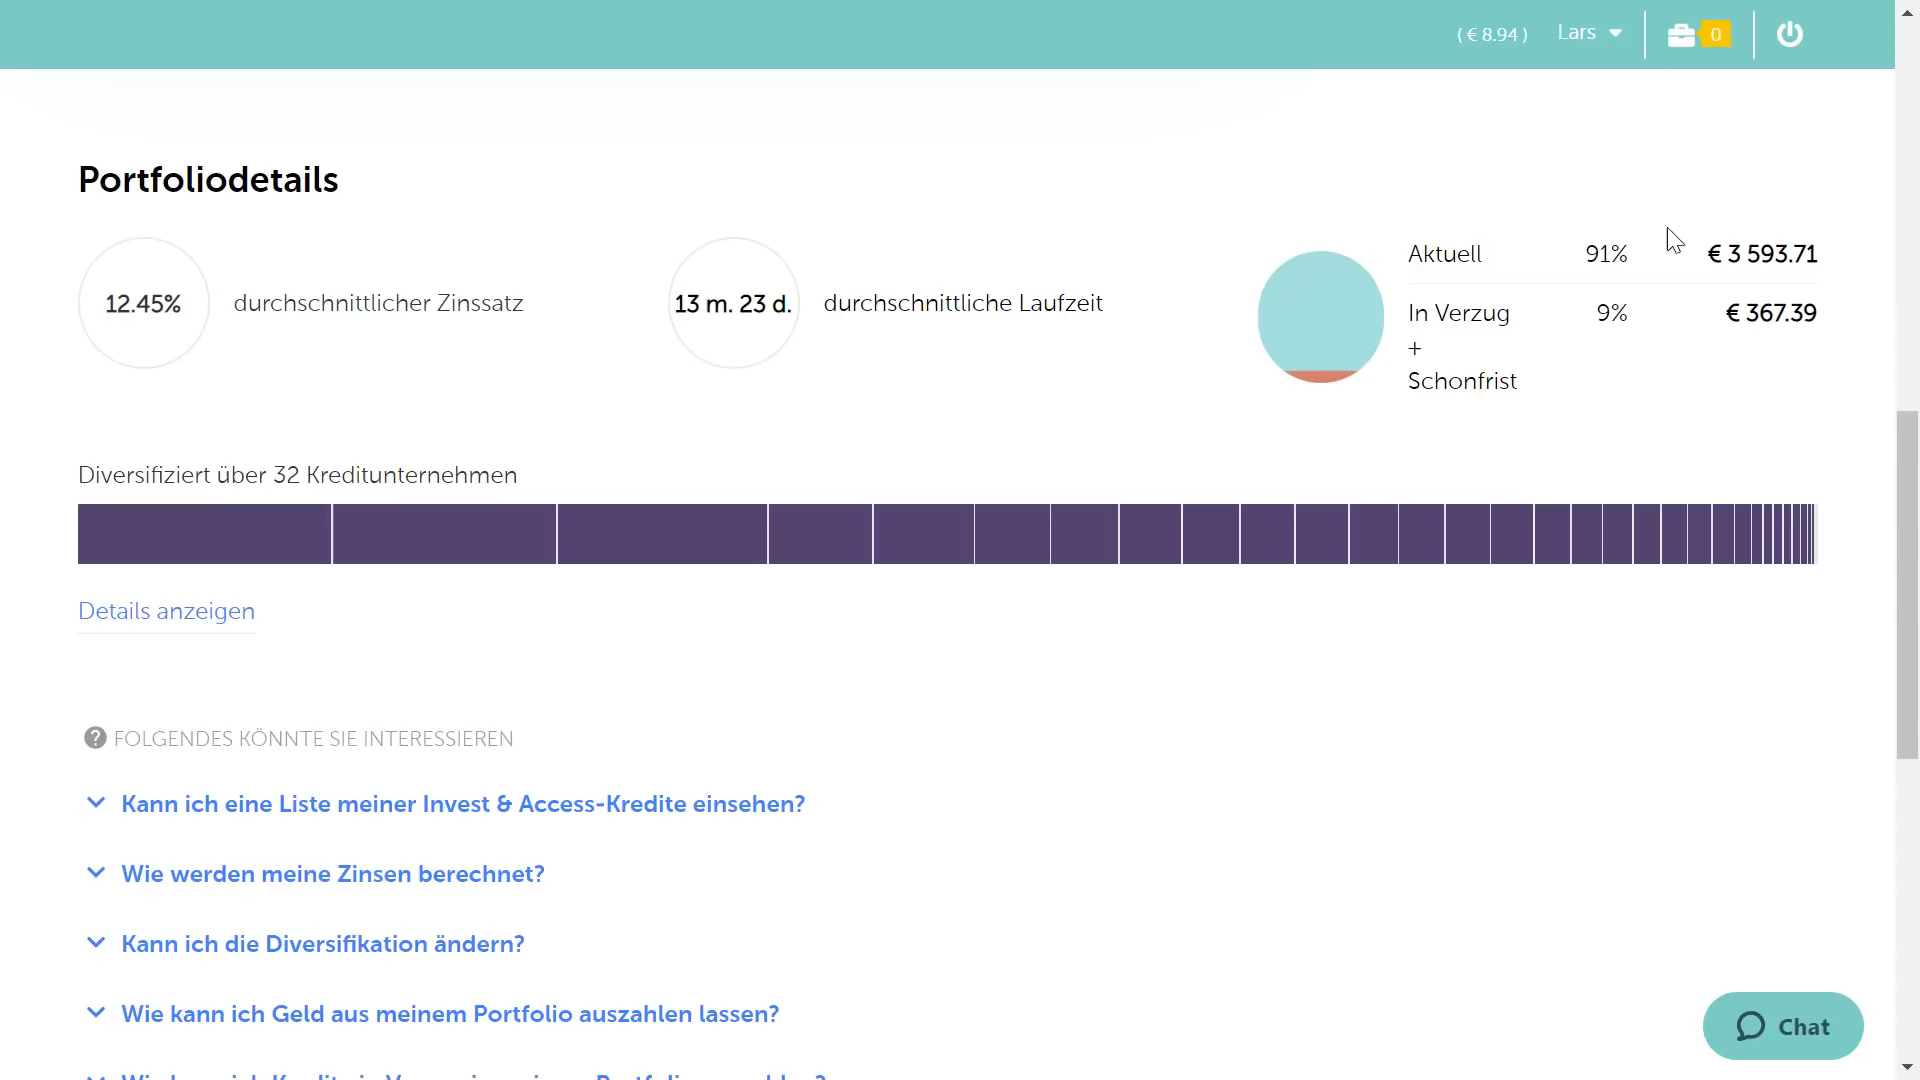 ( € 8.94 ) Lars 0
Portfoliodetails
12.45% durchschnittlicher Zinssatz
13 m. 23 d. durchschnittliche Laufzeit
Aktuell 91% € 3 593.71
In Verzug 9% € 367.39
+
Schonfrist
Diversifiziert über 32 Kreditunternehmen
Details anzeigen
? FOLGENDES KÖNNTE SIE INTERESSIEREN
Kann ich eine Liste meiner Invest & Access-Kredite einsehen?
Wie werden meine Zinsen berechnet?
Kann ich die Diversifikation ändern?
Wie kann ich Geld aus meinem Portfolio auszahlen lassen?
Chat